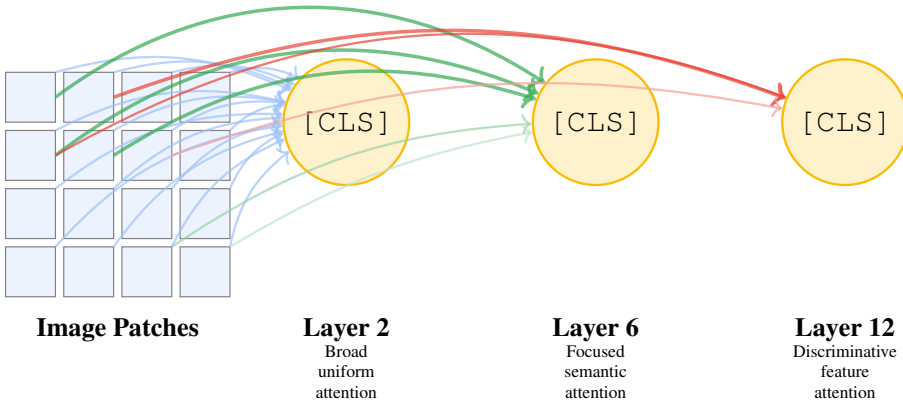 [CLS]
[CLS]
[CLS]
Image Patches
Layer 2
Broad
uniform
attention
Layer 6
Focused
semantic
attention
Layer 12
Discriminative
feature
attention